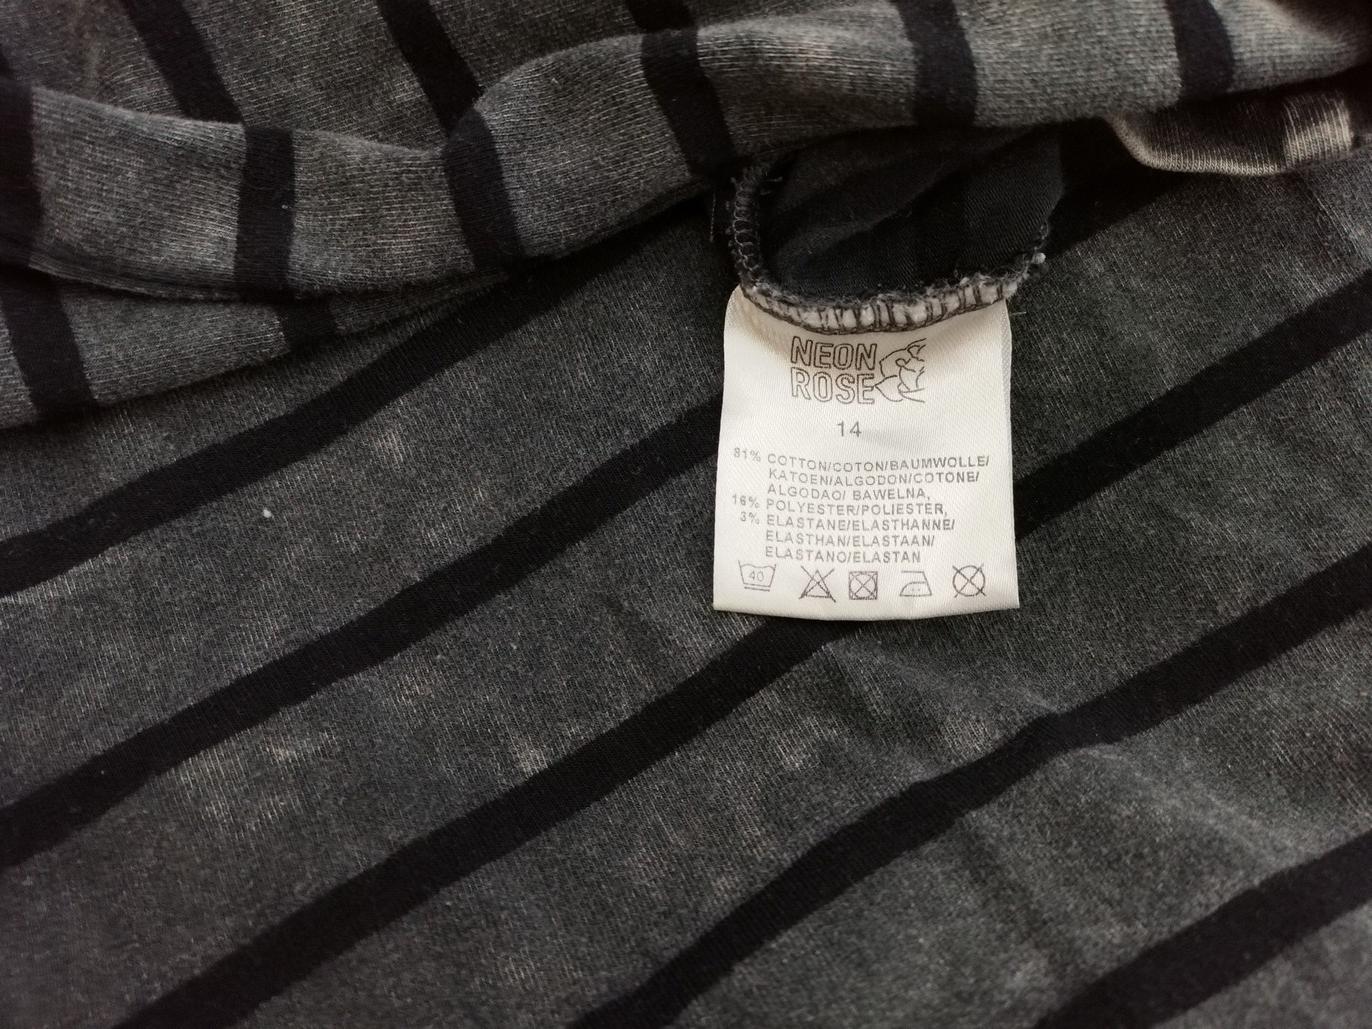 NEON
ROSE
14
81% COTTON/COTON/BAUMWOLLE/
KATOEN/ALGODON/COTONE/
ALGODAO/ BAWELNA,
16% POLYESTER/POLIESTER,
3% ELASTANE/ELASTHANNE/
ELASTHAN/ELASTAAN/
ELASTANO/ELASTAN
40